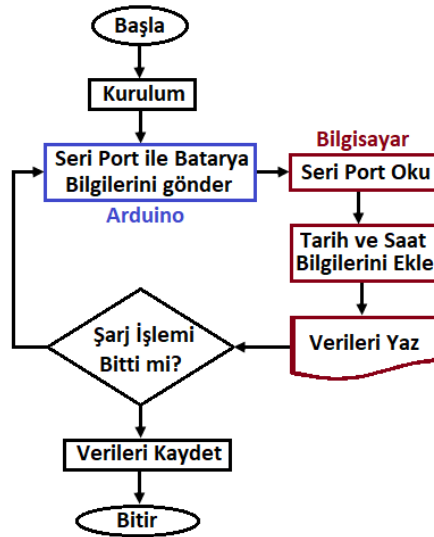 Başla
Kurulum
Seri Port ile Batarya
Bilgilerini gönder
Arduino
Bilgisayar
Seri Port Oku
Tarih ve Saat
Bilgilerini Ekle
Verileri Yaz
Şarj İşlemi
Bitti mi?
Verileri Kaydet
Bitir